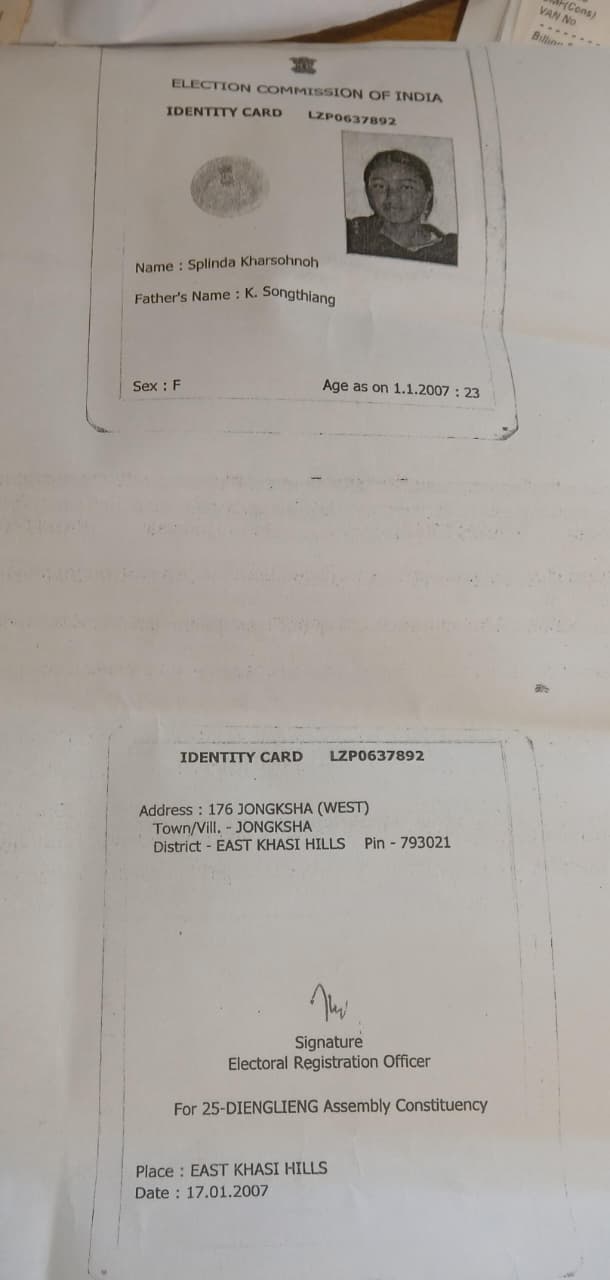 (Cons)
VAN No
ELECTION COMMISSION OF INDIA
IDENTITY CARD LZP0637892
Name : Splinda Kharsohnoh
Father's Name : K. Songthiang
Sex : F Age as on 1.1.2007 : 23
IDENTITY CARD LZP0637892
Address : 176 JONGKSHA (WEST)
Town/Vill. - JONGKSHA
District - EAST KHASI HILLS Pin - 793021
Signature
Electoral Registration Officer
For 25-DIENGLIENG Assembly Constituency
Place : EAST KHASI HILLS
Date : 17.01.2007